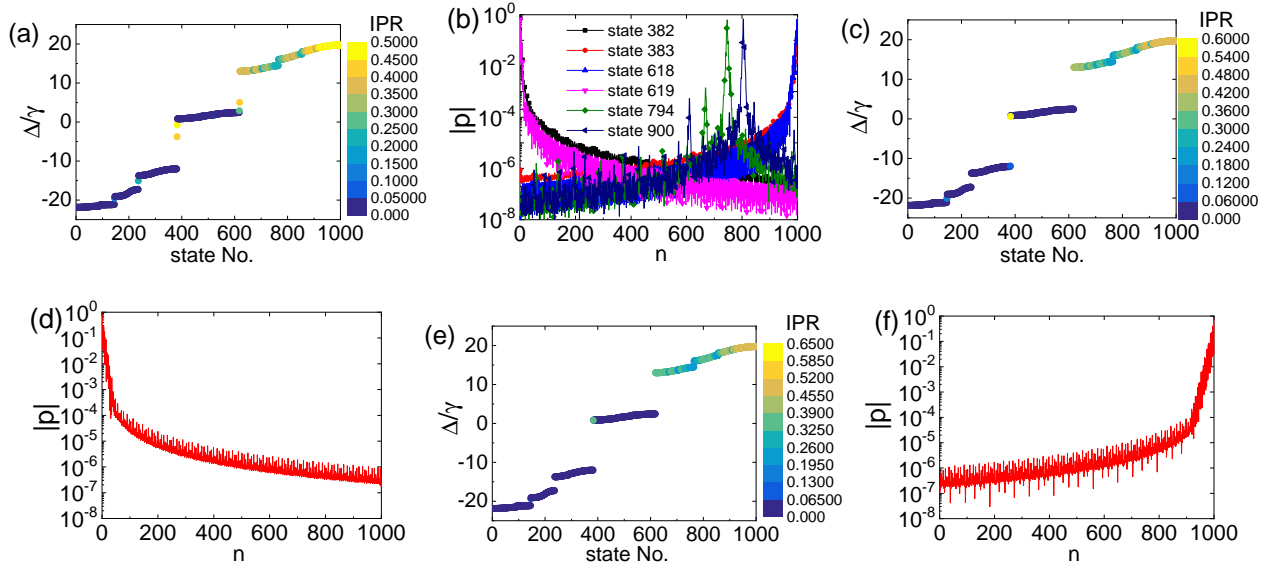 (a)
IPR
20
10
0
-10
-20
Δ/γ
0 200 400 600 800 1000
state No.
0.5000
0.4500
0.4000
0.3500
0.3000
0.2500
0.2000
0.1500
0.1000
0.05000
0.000
(b)
10^0
10^-2
10^-4
10^-6
10^-8
|p|
state 382
state 383
state 618
state 619
state 794
state 900
0 200 400 600 800 1000
n
(c)
IPR
20
10
0
-10
-20
Δ/γ
0 200 400 600 800 1000
state No.
0.6000
0.5400
0.4800
0.4200
0.3600
0.3000
0.2400
0.1800
0.1200
0.06000
0.000
(d)
10^0
10^-1
10^-2
10^-3
10^-4
10^-5
10^-6
10^-7
10^-8
|p|
0 200 400 600 800 1000
n
(e)
IPR
20
10
0
-10
-20
Δ/γ
0 200 400 600 800 1000
state No.
0.6500
0.5850
0.5200
0.4550
0.3900
0.3250
0.2600
0.1950
0.1300
0.06500
0.000
(f)
10^0
10^-1
10^-2
10^-3
10^-4
10^-5
10^-6
10^-7
10^-8
|p|
0 200 400 600 800 1000
n